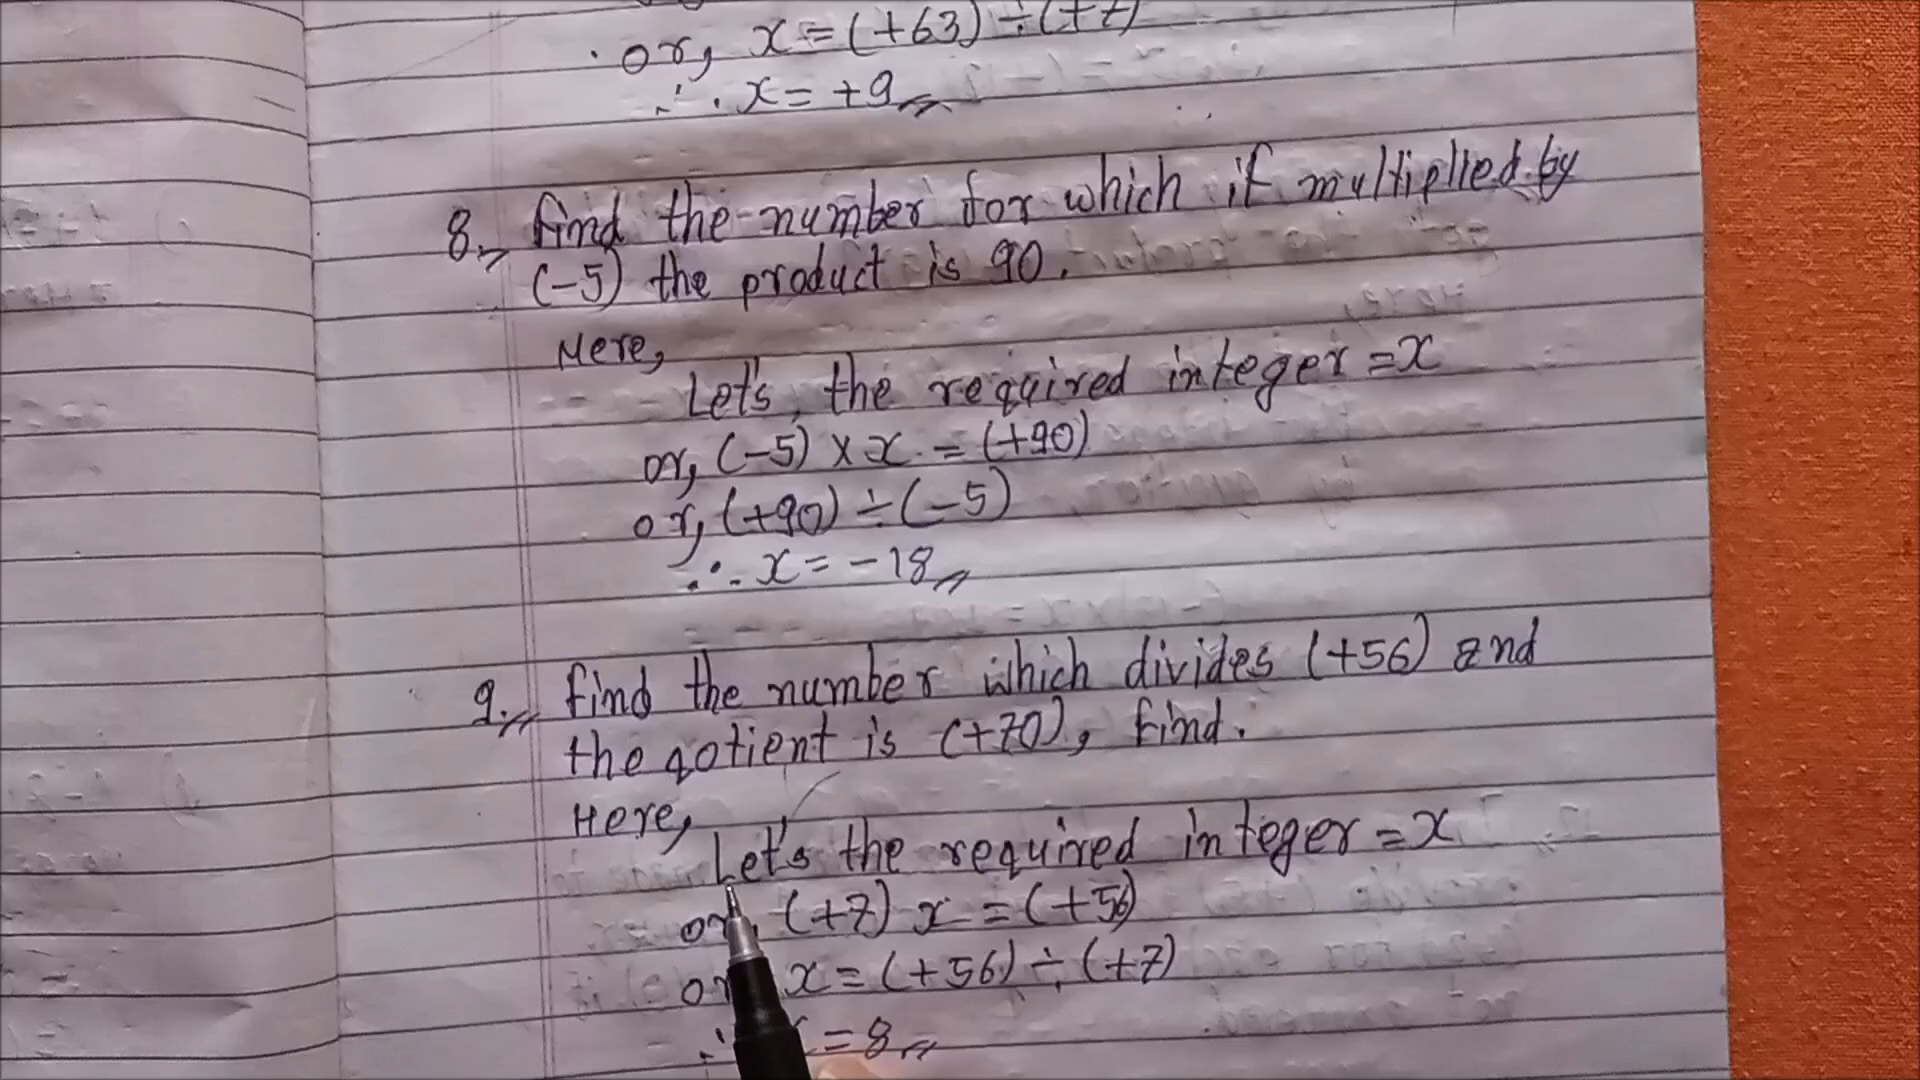 or, x = (+63) ÷ (+7)
∴ x = +9
8. find the number for which if multiplied by
(-5) the product is 90.
Here,
Let's, the required integer = x
or, (-5) × x = (+90)
or, (+90) ÷ (-5)
∴ x = -18
9. find the number which divides (+56) and
the qotient is (+70), find.
Here,
Let's the required integer = x
or, (+7) x = (+56)
or x = (+56) ÷ (+7)
∴ x = 8